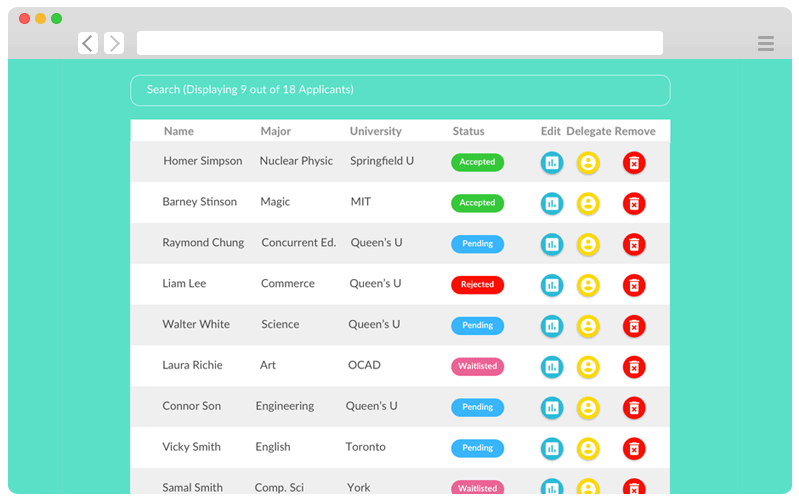 Search (Displaying 9 out of 18 Applicants)
Name Major University Status Edit Delegate Remove
Homer Simpson Nuclear Physic Springfield U Accepted
Barney Stinson Magic MIT Accepted
Raymond Chung Concurrent Ed. Queen's U Pending
Liam Lee Commerce Queen's U Rejected
Walter White Science Queen's U Pending
Laura Richie Art OCAD Waitlisted
Connor Son Engineering Queen's U Pending
Vicky Smith English Toronto Pending
Samal Smith Comp. Sci York Waitlisted